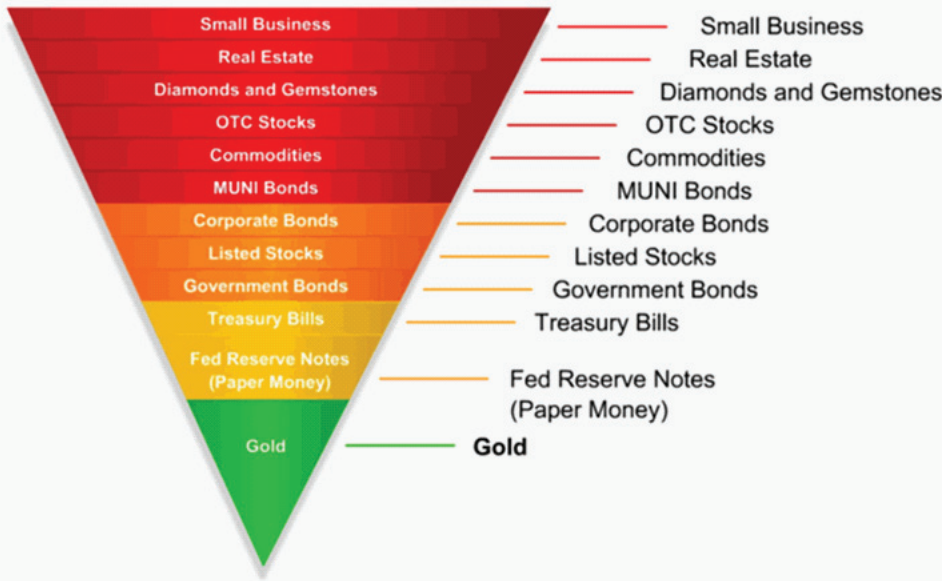 Small Business
Small Business
Real Estate
Real Estate
Diamonds and Gemstones
Diamonds and Gemstones
OTC Stocks
OTC Stocks
Commodities
Commodities
MUNI Bonds
MUNI Bonds
Corporate Bonds
Corporate Bonds
Listed Stocks
Listed Stocks
Government Bonds
Government Bonds
Treasury Bills
Treasury Bills
Fed Reserve Notes
(Paper Money)
Fed Reserve Notes
(Paper Money)
Gold
Gold